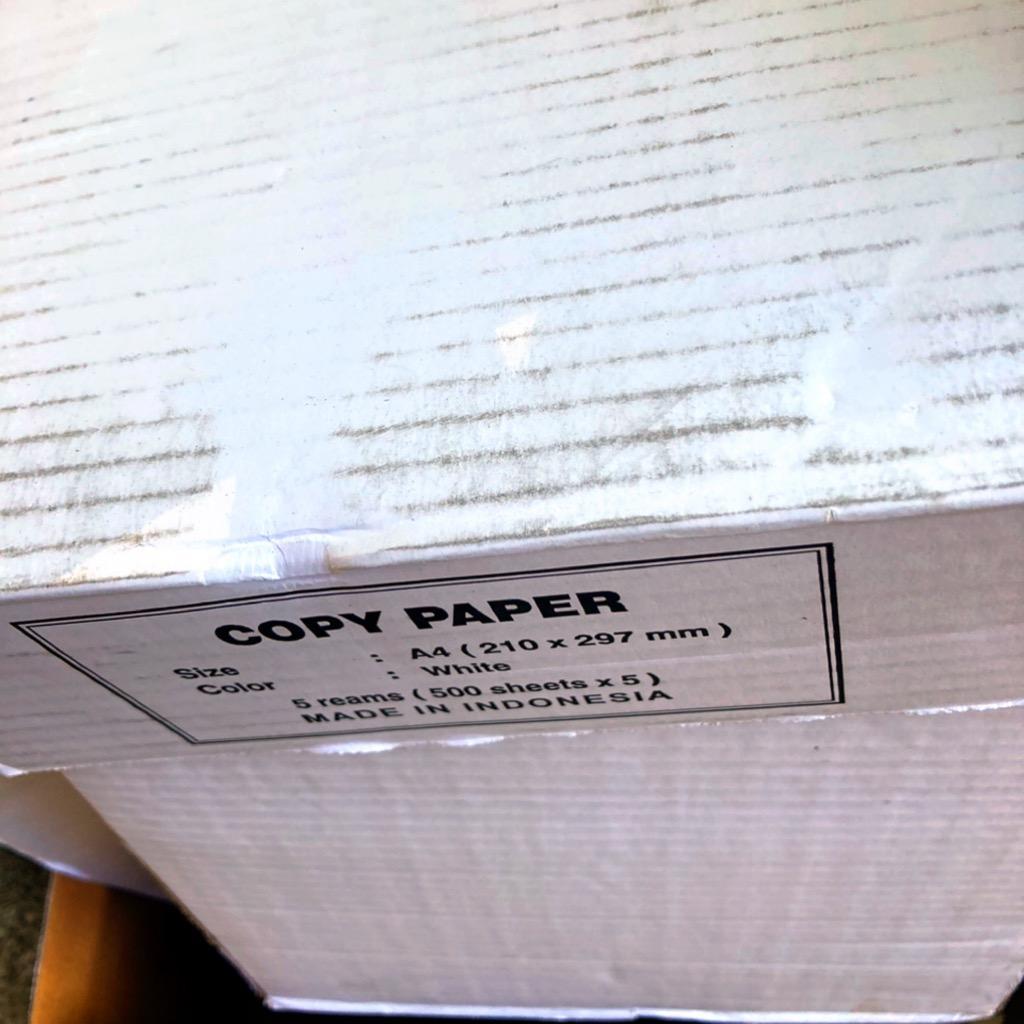 COPY PAPER
Size : A4 ( 210 x 297 mm )
Color : White
5 reams ( 500 sheets x 5 )
MADE IN INDONESIA